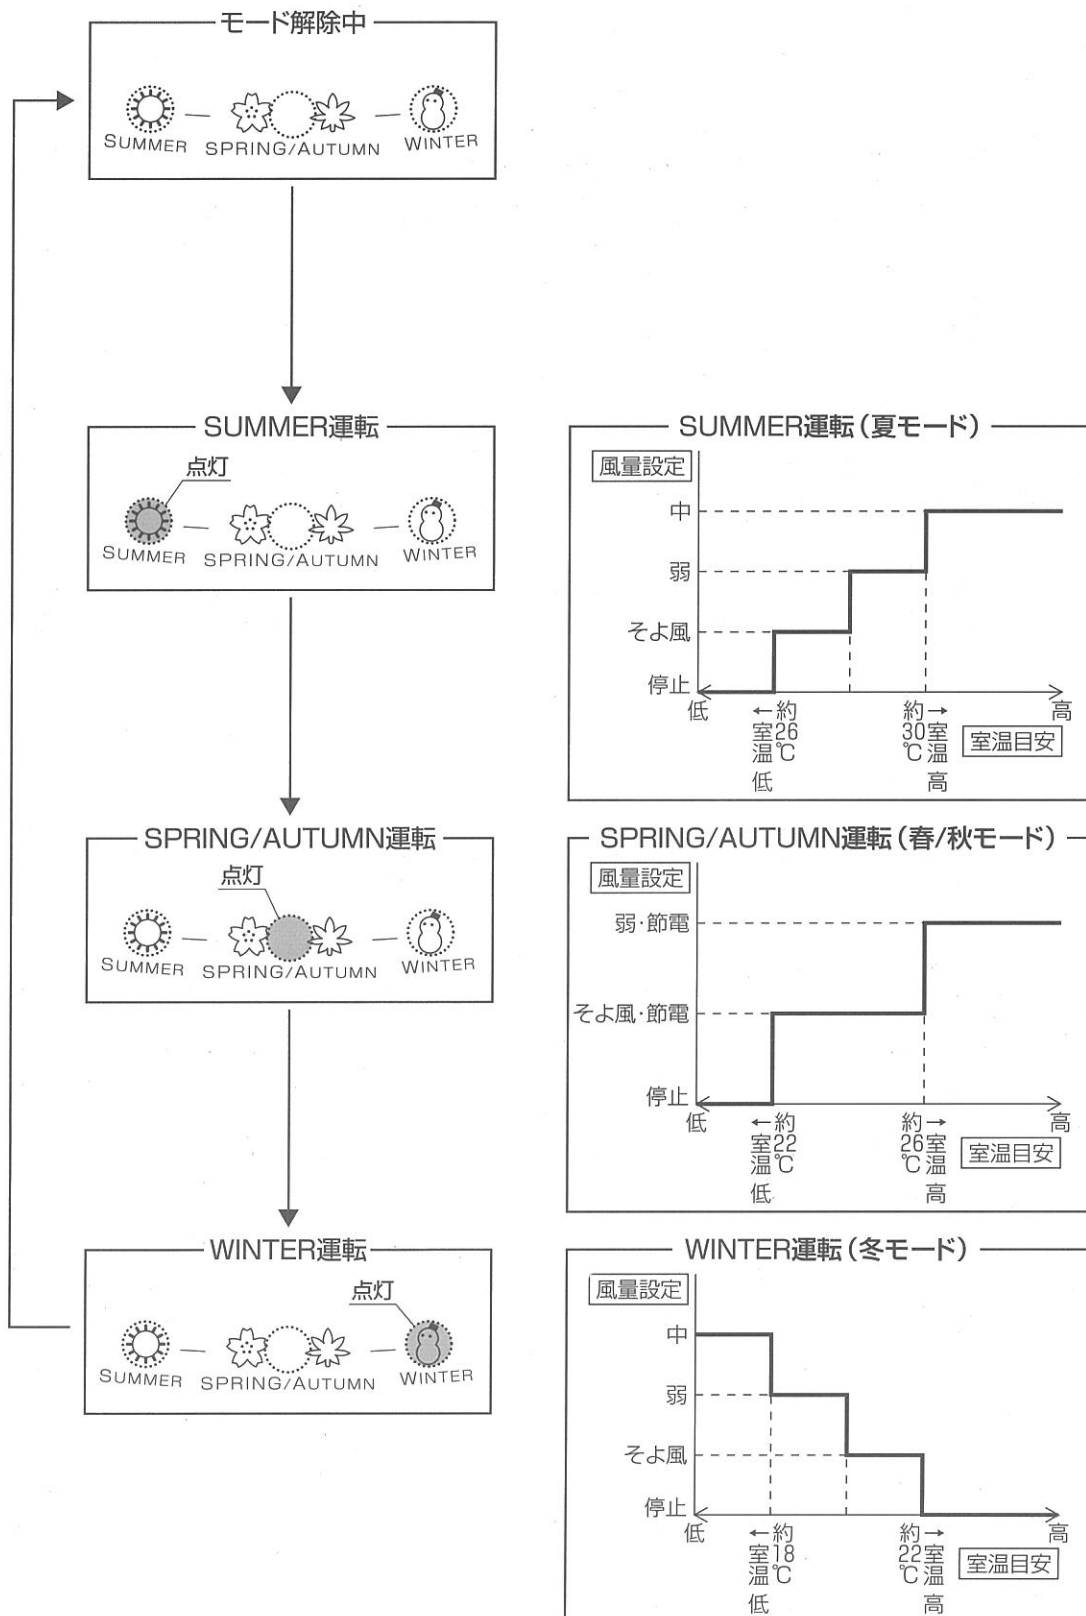 モード解除中
SUMMER SPRING/AUTUMN WINTER
SUMMER運転
点灯
SUMMER SPRING/AUTUMN WINTER
SPRING/AUTUMN運転
点灯
SUMMER SPRING/AUTUMN WINTER
WINTER運転
点灯
SUMMER SPRING/AUTUMN WINTER
SUMMER運転(夏モード)
風量設定
中
弱
そよ風
停止
低
←室温低
約26℃
約30℃
→室温高
高
室温目安
SPRING/AUTUMN運転(春/秋モード)
風量設定
弱·節電
そよ風·節電
停止
低
←室温低
約22℃
約26℃
→室温高
高
室温目安
WINTER運転(冬モード)
風量設定
中
弱
そよ風
停止
低
←室温低
約18℃
約22℃
→室温高
高
室温目安